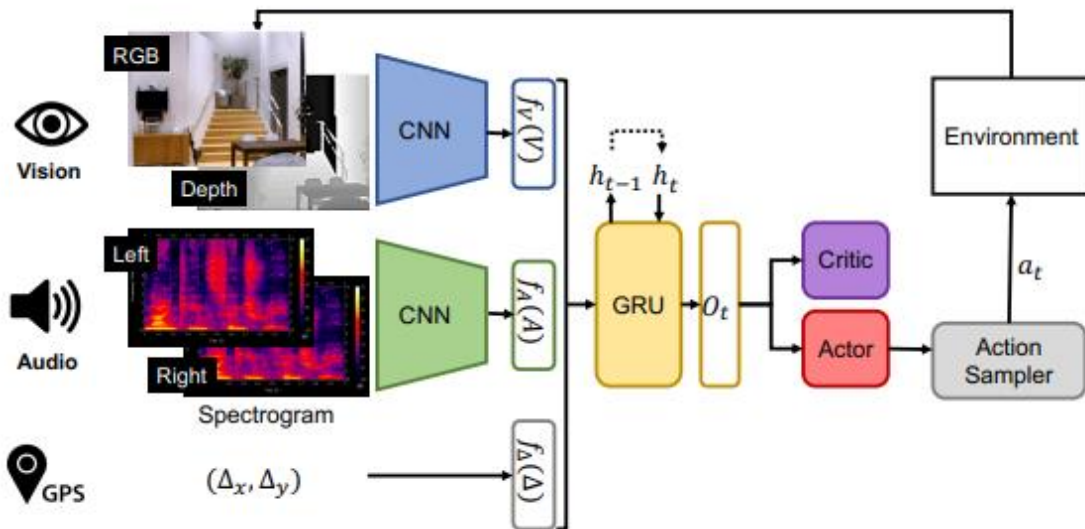 RGB
Depth
Vision
CNN
f_V(V)
h_{t-1} h_t
Environment
Left
Right
Spectrogram
Audio
CNN
f_A(A)
GRU
O_t
Critic
Actor
a_t
Action
Sampler
GPS
(Δ_x, Δ_y)
f_Δ(Δ)